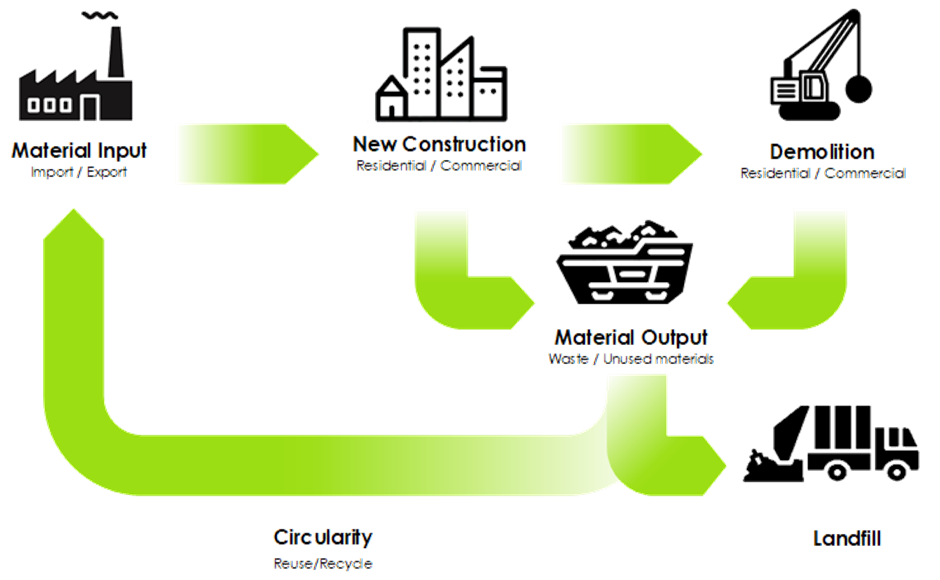 Material Input
Import / Export
New Construction
Residential / Commercial
Demolition
Residential / Commercial
Material Output
Waste / Unused materials
Circularity
Reuse/Recycle
Landfill